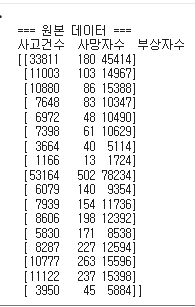 === 원본 데이터 ===
사고건수  사망자수  부상자수
[[33811   180 45414]
 [11003   103 14967]
 [10880    86 15388]
 [ 7648    83 10347]
 [ 6972    48 10490]
 [ 7398    61 10629]
 [ 3664    40  5114]
 [ 1166    13  1724]
 [53164   502 78234]
 [ 6079   140  9354]
 [ 7939   154 11736]
 [ 8606   198 12392]
 [ 5830   171  8538]
 [ 8287   227 12594]
 [10777   263 15596]
 [11122   237 15398]
 [ 3950    45  5884]]